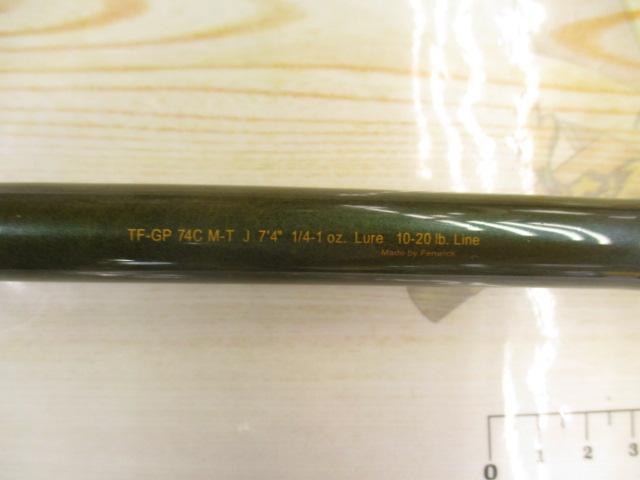 TF-GP 74C M-T J 7'4" 1/4-1 oz. Lure 10-20 lb. Line
Made by Fenwick
0 1 2 3